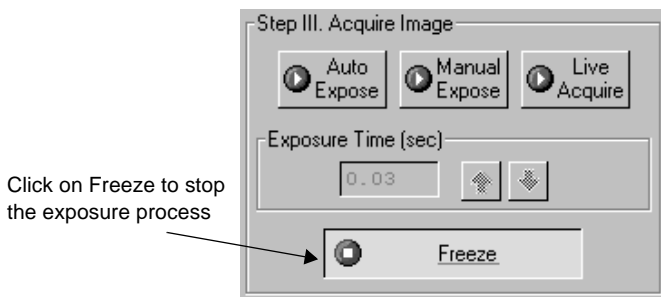 Step III. Acquire Image
Auto
Expose
Manual
Expose
Live
Acquire
Exposure Time (sec)
0.03
Click on Freeze to stop
the exposure process
Freeze